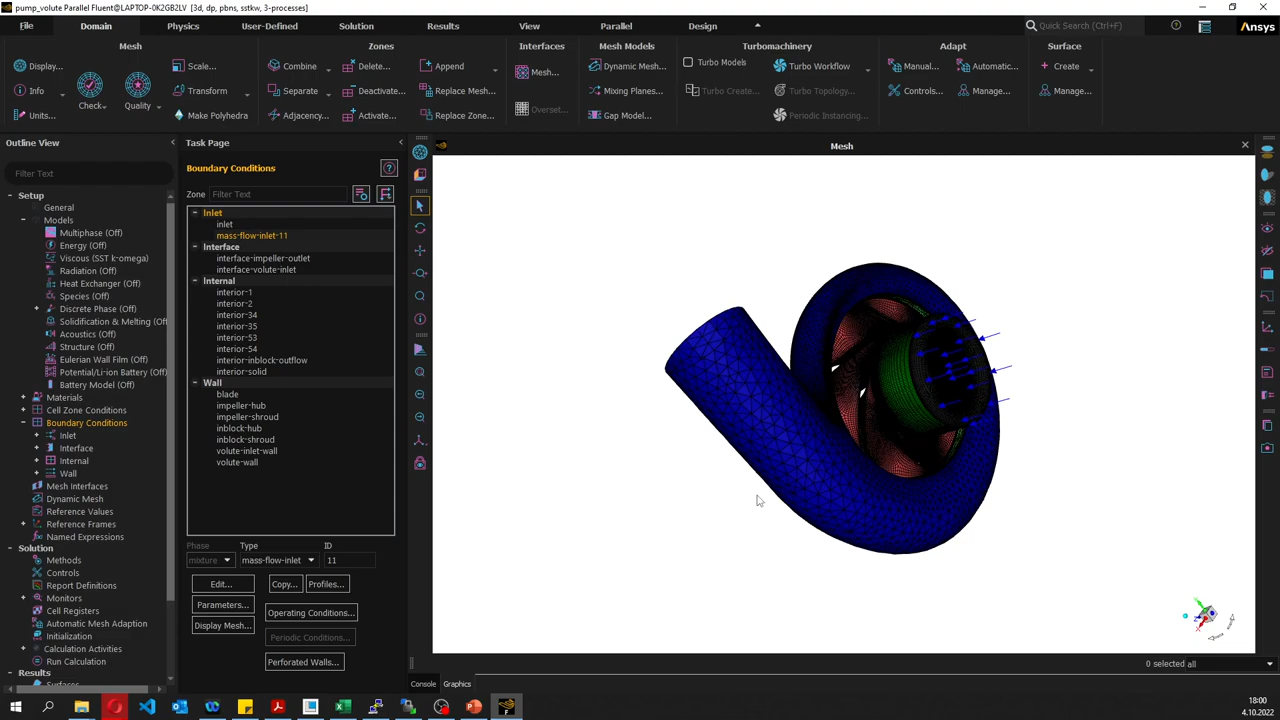 pump_volute Parallel Fluent@LAPTOP-0K2GB2LV [3d, dp, pbns, sstkw, 3-processes]
File Domain Physics User-Defined Solution Results View Parallel Design Quick Search (Ctrl+F) Ansys
Mesh Zones Interfaces Mesh Models Turbomachinery Adapt Surface
Display... Scale... Combine Delete... Append Mesh... Dynamic Mesh... Turbo Models Turbo Workflow Manual... Automatic... Create
Info Check Quality Transform Separate Deactivate... Replace Mesh... Mixing Planes... Turbo Create... Turbo Topology... Controls... Manage... Manage...
Units... Make Polyhedra Adjacency... Activate... Replace Zone... Overset... Gap Model... Periodic Instancing...
Outline View
Filter Text
Setup
General
Models
Multiphase (Off)
Energy (Off)
Viscous (SST k-omega)
Radiation (Off)
Heat Exchanger (Off)
Species (Off)
Discrete Phase (Off)
Solidification & Melting (Of
Acoustics (Off)
Structure (Off)
Eulerian Wall Film (Off)
Potential/Li-ion Battery (Off)
Battery Model (Off)
Materials
Cell Zone Conditions
Boundary Conditions
Inlet
Interface
Internal
Wall
Mesh Interfaces
Dynamic Mesh
Reference Values
Reference Frames
Named Expressions
Solution
Methods
Controls
Report Definitions
Monitors
Cell Registers
Automatic Mesh Adaption
Initialization
Calculation Activities
Run Calculation
Results
Task Page
Boundary Conditions
Zone Filter Text
Inlet
inlet
mass-flow-inlet-11
Interface
interface-impeller-outlet
interface-volute-inlet
Internal
interior-1
interior-2
interior-34
interior-35
interior-53
interior-54
interior-inblock-outflow
interior-solid
Wall
blade
impeller-hub
impeller-shroud
inblock-hub
inblock-shroud
volute-inlet-wall
volute-wall
Phase Type ID
mixture mass-flow-inlet 11
Edit... Copy... Profiles...
Parameters... Operating Conditions...
Display Mesh... Periodic Conditions...
Perforated Walls...
Mesh
0 selected all
Console Graphics
18:00
4.10.2022